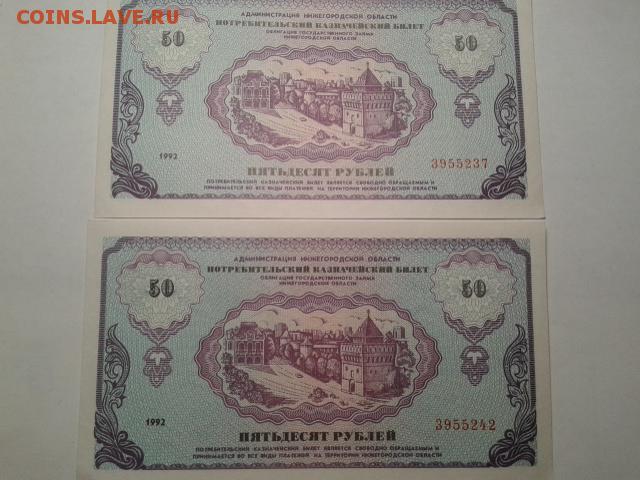 COINS.LAVE.RU
АДМИНИСТРАЦИЯ НИЖЕГОРОДСКОЙ ОБЛАСТИ
ПОТРЕБИТЕЛЬСКИЙ КАЗНАЧЕЙСКИЙ БИЛЕТ
ОБЛИГАЦИЯ ГОСУДАРСТВЕННОГО ЗАЙМА
НИЖЕГОРОДСКОЙ ОБЛАСТИ
50 50
1992 3955237
ПЯТЬДЕСЯТ РУБЛЕЙ
ПОТРЕБИТЕЛЬСКИЙ КАЗНАЧЕЙСКИЙ БИЛЕТ ЯВЛЯЕТСЯ СВОБОДНО ОБРАЩАЕМЫМ И
ПРИНИМАЕТСЯ ВО ВСЕ ВИДЫ ПЛАТЕЖЕЙ НА ТЕРРИТОРИИ НИЖЕГОРОДСКОЙ ОБЛАСТИ
АДМИНИСТРАЦИЯ НИЖЕГОРОДСКОЙ ОБЛАСТИ
ПОТРЕБИТЕЛЬСКИЙ КАЗНАЧЕЙСКИЙ БИЛЕТ
ОБЛИГАЦИЯ ГОСУДАРСТВЕННОГО ЗАЙМА
НИЖЕГОРОДСКОЙ ОБЛАСТИ
50 50
1992 3955242
ПЯТЬДЕСЯТ РУБЛЕЙ
ПОТРЕБИТЕЛЬСКИЙ КАЗНАЧЕЙСКИЙ БИЛЕТ ЯВЛЯЕТСЯ СВОБОДНО ОБРАЩАЕМЫМ И
ПРИНИМАЕТСЯ ВО ВСЕ ВИДЫ ПЛАТЕЖЕЙ НА ТЕРРИТОРИИ НИЖЕГОРОДСКОЙ ОБЛАСТИ